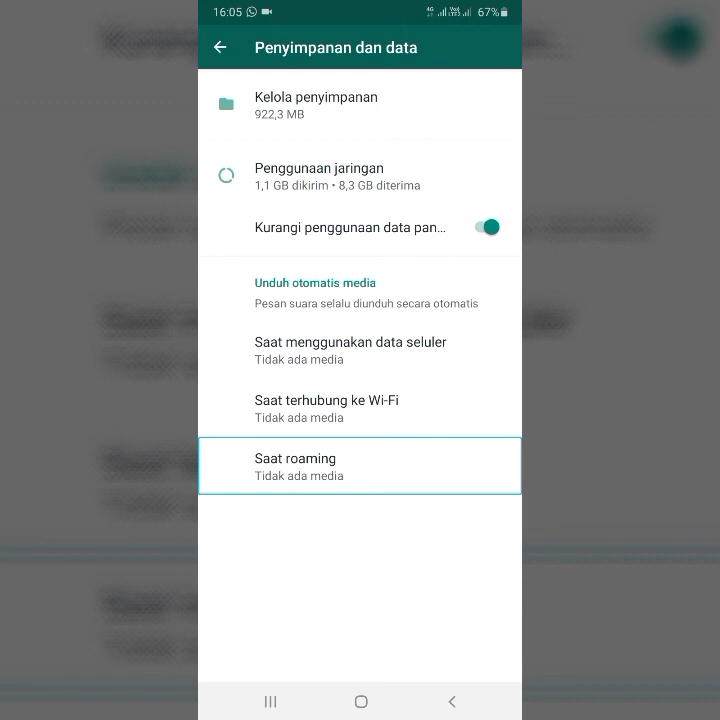 16:05 67%
Penyimpanan dan data
Kelola penyimpanan
922,3 MB
Penggunaan jaringan
1,1 GB dikirim • 8,3 GB diterima
Kurangi penggunaan data pan...
Unduh otomatis media
Pesan suara selalu diunduh secara otomatis
Saat menggunakan data seluler
Tidak ada media
Saat terhubung ke Wi-Fi
Tidak ada media
Saat roaming
Tidak ada media